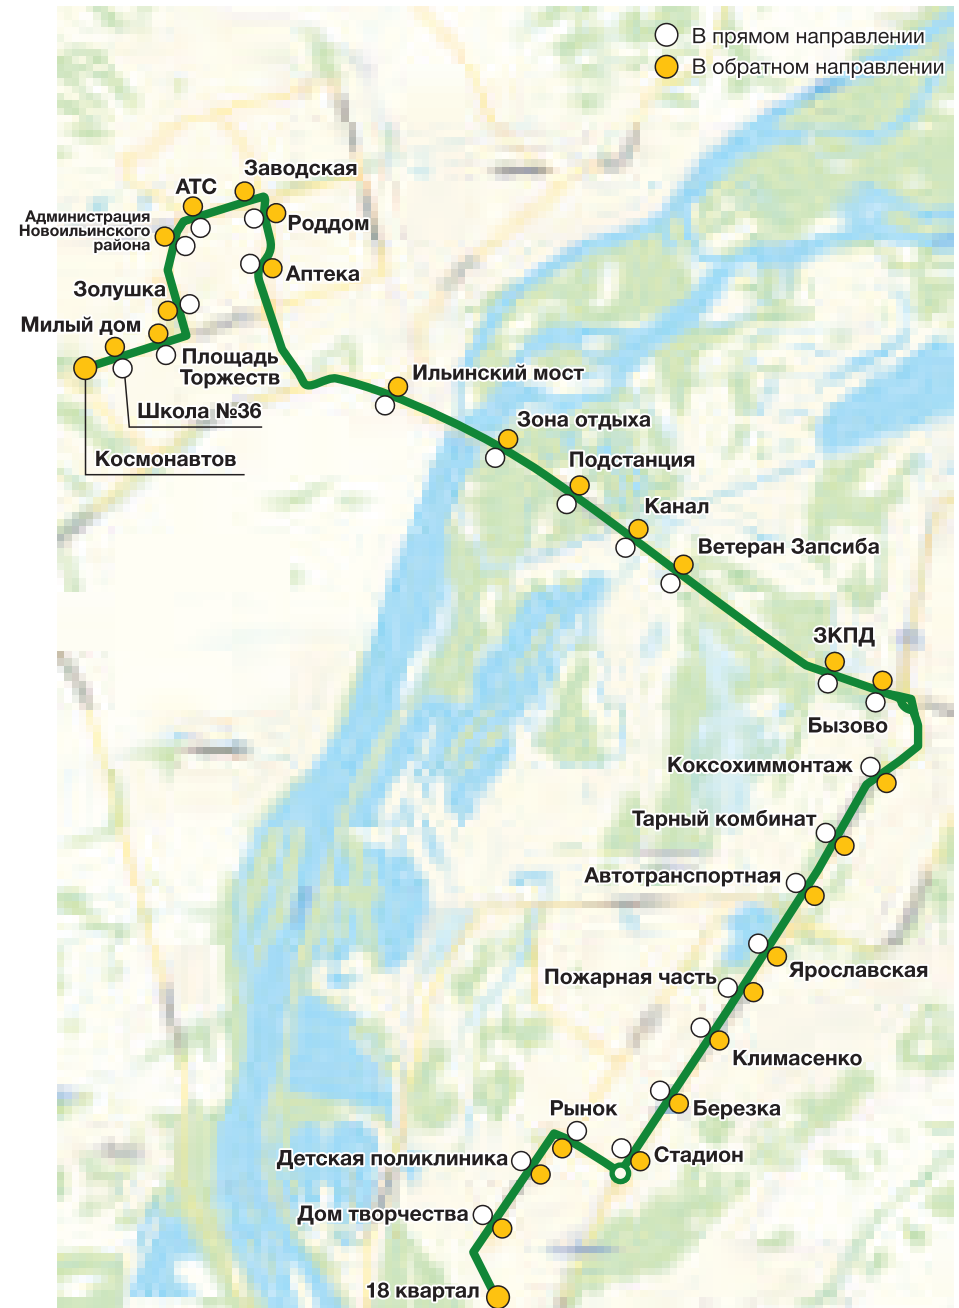 В прямом направлении
В обратном направлении
Заводская
АТС
Администрация
Новоильинского
района
Роддом
Аптека
Золушка
Милый дом
Площадь
Торжеств
Школа №36
Космонавтов
Ильинский мост
Зона отдыха
Подстанция
Канал
Ветеран Запсиба
ЗКПД
Бызово
Коксохиммонтаж
Тарный комбинат
Автотранспортная
Ярославская
Пожарная часть
Климасенко
Березка
Рынок
Стадион
Детская поликлиника
Дом творчества
18 квартал